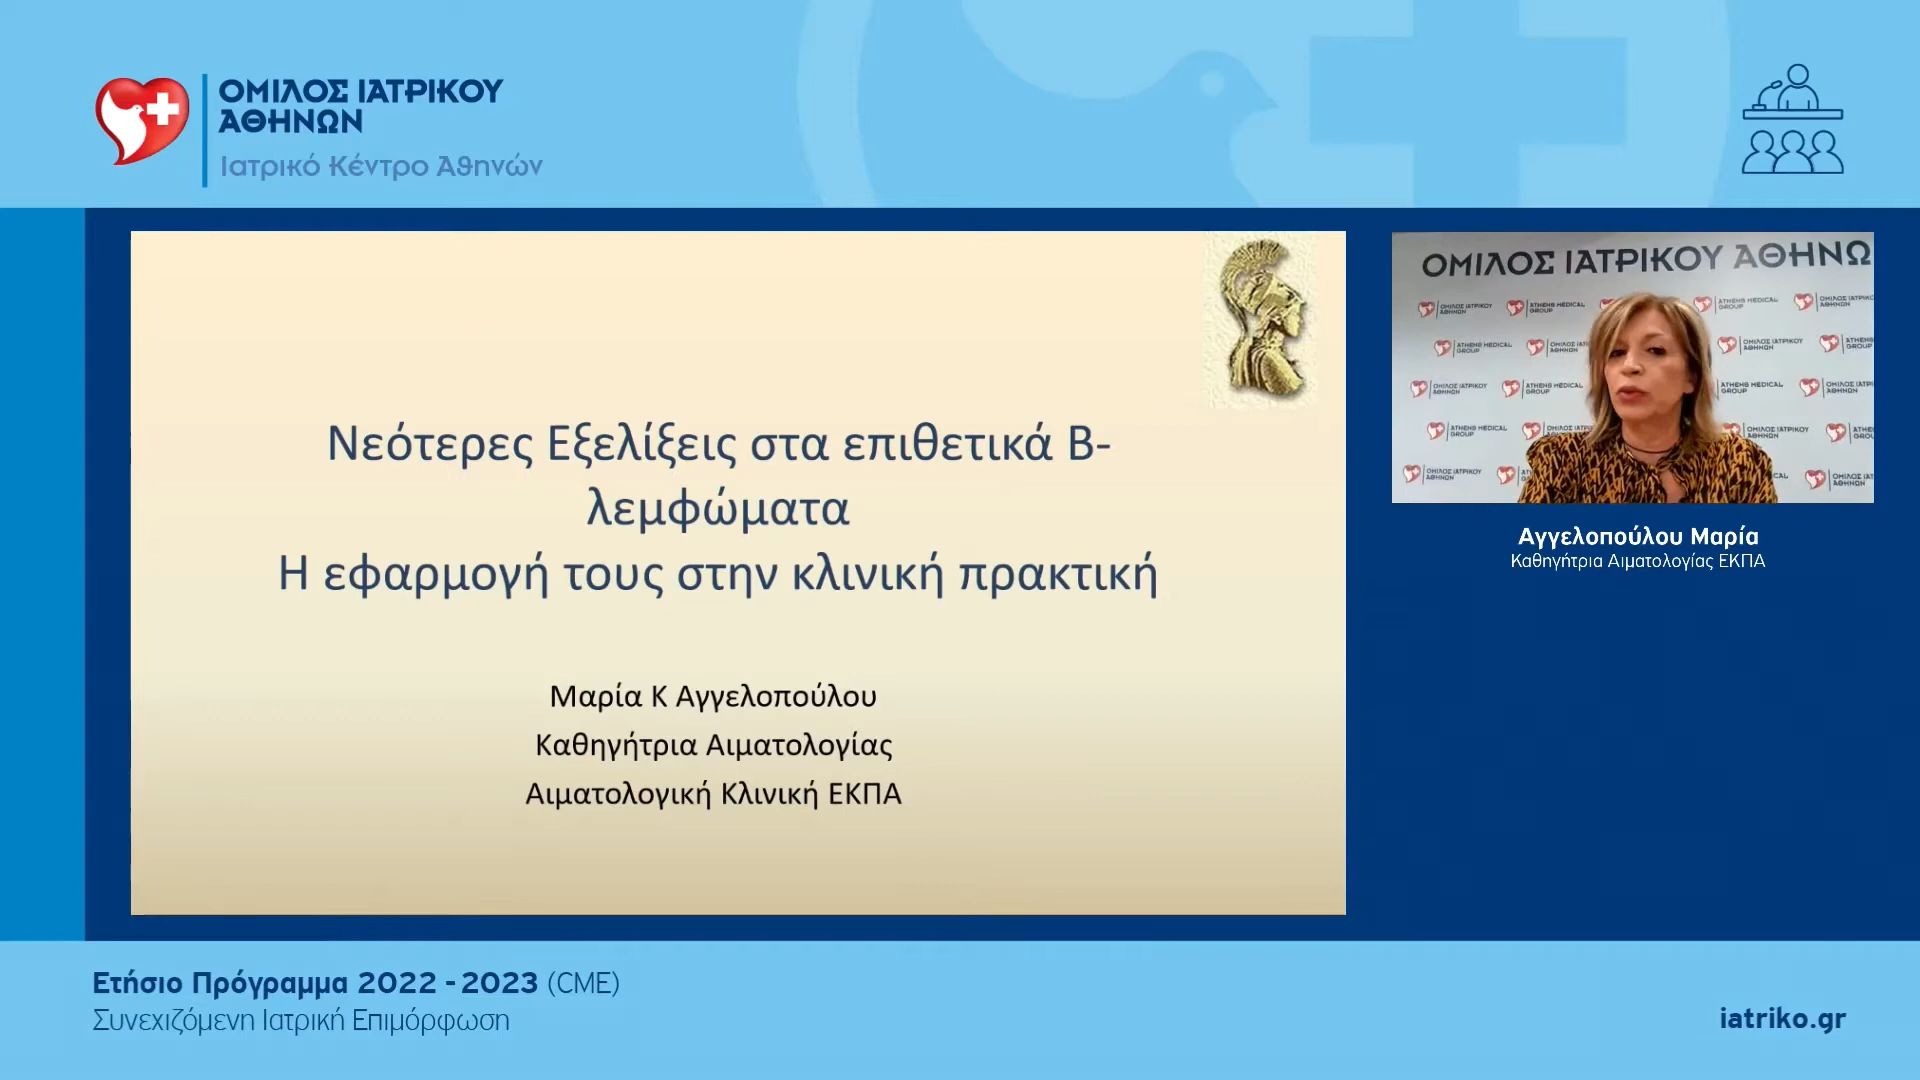 ΟΜΙΛΟΣ ΙΑΤΡΙΚΟΥ
ΑΘΗΝΩΝ
Ιατρικό Κέντρο Αθηνών
Νεότερες Εξελίξεις στα επιθετικά Β-
λεμφώματα
Η εφαρμογή τους στην κλινική πρακτική
Μαρία Κ Αγγελοπούλου
Καθηγήτρια Αιματολογίας
Αιματολογική Κλινική ΕΚΠΑ
ΟΜΙΛΟΣ ΙΑΤΡΙΚΟΥ ΑΘΗΝΩ
Αγγελοπούλου Μαρία
Καθηγήτρια Αιματολογίας ΕΚΠΑ
Ετήσιο Πρόγραμμα 2022 - 2023 (CME)
Συνεχιζόμενη Ιατρική Επιμόρφωση
iatriko.gr